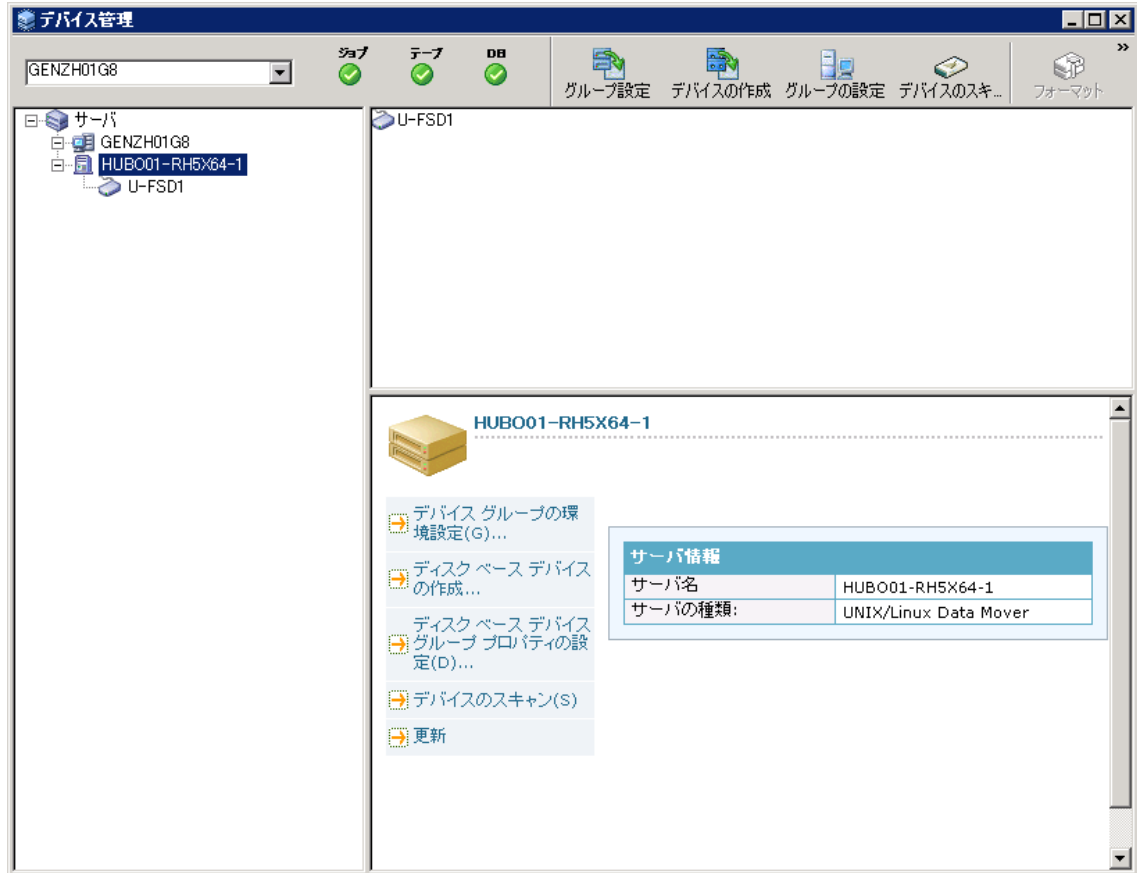 デバイス管理
GENZH01G8
ジョブ
テープ
DB
グループ設定
デバイスの作成
グループの設定
デバイスのスキ...
フォーマット
»
サーバ
GENZH01G8
HUBO01-RH5X64-1
U-FSD1
U-FSD1
HUBO01-RH5X64-1
デバイス グループの環
境設定(G)...
ディスク ベース デバイス
の作成...
ディスク ベース デバイス
グループ プロパティの設
定(D)...
デバイスのスキャン(S)
更新
サーバ情報
サーバ名 HUBO01-RH5X64-1
サーバの種類: UNIX/Linux Data Mover